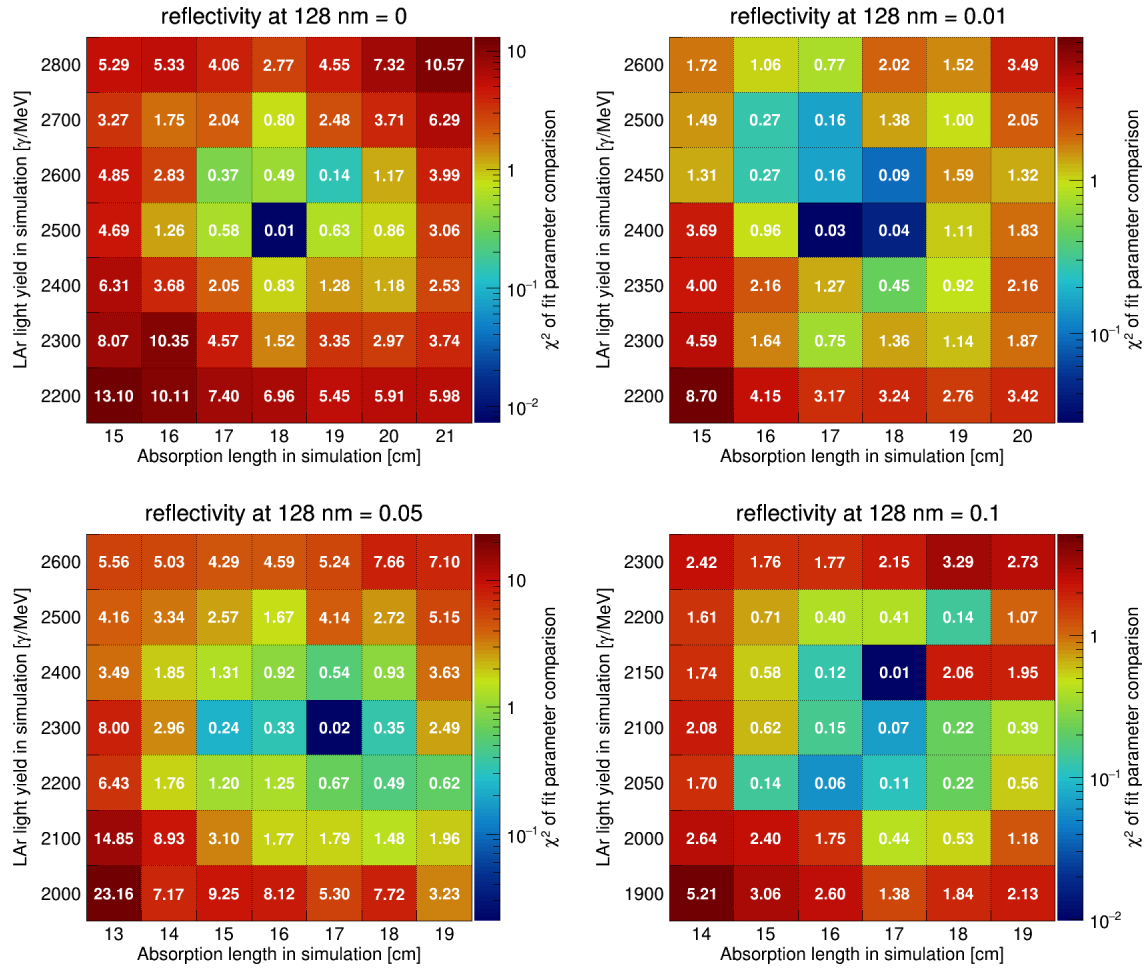 reflectivity at 128 nm = 0
LAr light yield in simulation [γ/MeV]
2800 5.29 5.33 4.06 2.77 4.55 7.32 10.57
2700 3.27 1.75 2.04 0.80 2.48 3.71 6.29
2600 4.85 2.83 0.37 0.49 0.14 1.17 3.99
2500 4.69 1.26 0.58 0.01 0.63 0.86 3.06
2400 6.31 3.68 2.05 0.83 1.28 1.18 2.53
2300 8.07 10.35 4.57 1.52 3.35 2.97 3.74
2200 13.10 10.11 7.40 6.96 5.45 5.91 5.98
15 16 17 18 19 20 21
Absorption length in simulation [cm]
10
1
10⁻¹
10⁻²
χ² of fit parameter comparison
reflectivity at 128 nm = 0.01
LAr light yield in simulation [γ/MeV]
2600 1.72 1.06 0.77 2.02 1.52 3.49
2500 1.49 0.27 0.16 1.38 1.00 2.05
2450 1.31 0.27 0.16 0.09 1.59 1.32
2400 3.69 0.96 0.03 0.04 1.11 1.83
2350 4.00 2.16 1.27 0.45 0.92 2.16
2300 4.59 1.64 0.75 1.36 1.14 1.87
2200 8.70 4.15 3.17 3.24 2.76 3.42
15 16 17 18 19 20
Absorption length in simulation [cm]
1
10⁻¹
χ² of fit parameter comparison
reflectivity at 128 nm = 0.05
LAr light yield in simulation [γ/MeV]
2600 5.56 5.03 4.29 4.59 5.24 7.66 7.10
2500 4.16 3.34 2.57 1.67 4.14 2.72 5.15
2400 3.49 1.85 1.31 0.92 0.54 0.93 3.63
2300 8.00 2.96 0.24 0.33 0.02 0.35 2.49
2200 6.43 1.76 1.20 1.25 0.67 0.49 0.62
2100 14.85 8.93 3.10 1.77 1.79 1.48 1.96
2000 23.16 7.17 9.25 8.12 5.30 7.72 3.23
13 14 15 16 17 18 19
Absorption length in simulation [cm]
10
1
10⁻¹
χ² of fit parameter comparison
reflectivity at 128 nm = 0.1
LAr light yield in simulation [γ/MeV]
2300 2.42 1.76 1.77 2.15 3.29 2.73
2200 1.61 0.71 0.40 0.41 0.14 1.07
2150 1.74 0.58 0.12 0.01 2.06 1.95
2100 2.08 0.62 0.15 0.07 0.22 0.39
2050 1.70 0.14 0.06 0.11 0.22 0.56
2000 2.64 2.40 1.75 0.44 0.53 1.18
1900 5.21 3.06 2.60 1.38 1.84 2.13
14 15 16 17 18 19
Absorption length in simulation [cm]
1
10⁻¹
10⁻²
χ² of fit parameter comparison